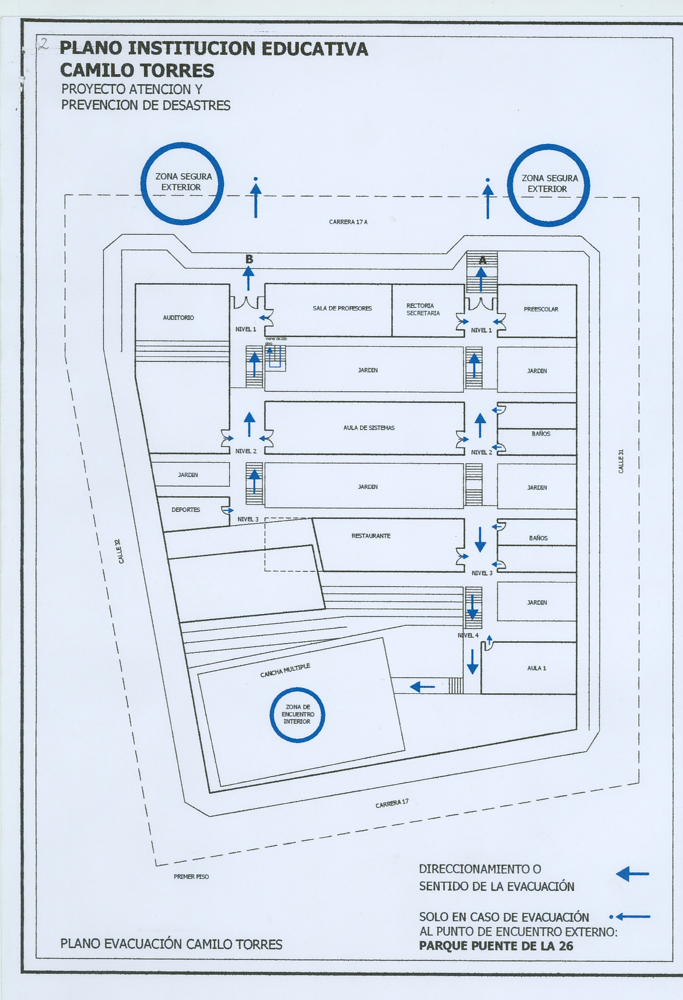 2
PLANO INSTITUCION EDUCATIVA
CAMILO TORRES
PROYECTO ATENCION Y
PREVENCION DE DESASTRES
ZONA SEGURA
EXTERIOR
ZONA SEGURA
EXTERIOR
CARRERA 17 A
B
A
AUDITORIO
SALA DE PROFESORES
RECTORIA
SECRETARIA
PREESCOLAR
NIVEL 1
NIVEL 1
viene de 2do
piso
JARDIN
JARDIN
AULA DE SISTEMAS
BAÑOS
NIVEL 2
NIVEL 2
CALLE 31
JARDIN
JARDIN
JARDIN
DEPORTES
NIVEL 3
RESTAURANTE
BAÑOS
CALLE 32
NIVEL 3
JARDIN
NIVEL 4
CANCHA MULTIPLE
AULA 1
ZONA DE
ENCUENTRO
INTERIOR
CARRERA 17
PRIMER PISO
DIRECCIONAMIENTO O
SENTIDO DE LA EVACUACIÓN
SOLO EN CASO DE EVACUACIÓN
AL PUNTO DE ENCUENTRO EXTERNO:
PARQUE PUENTE DE LA 26
PLANO EVACUACIÓN CAMILO TORRES